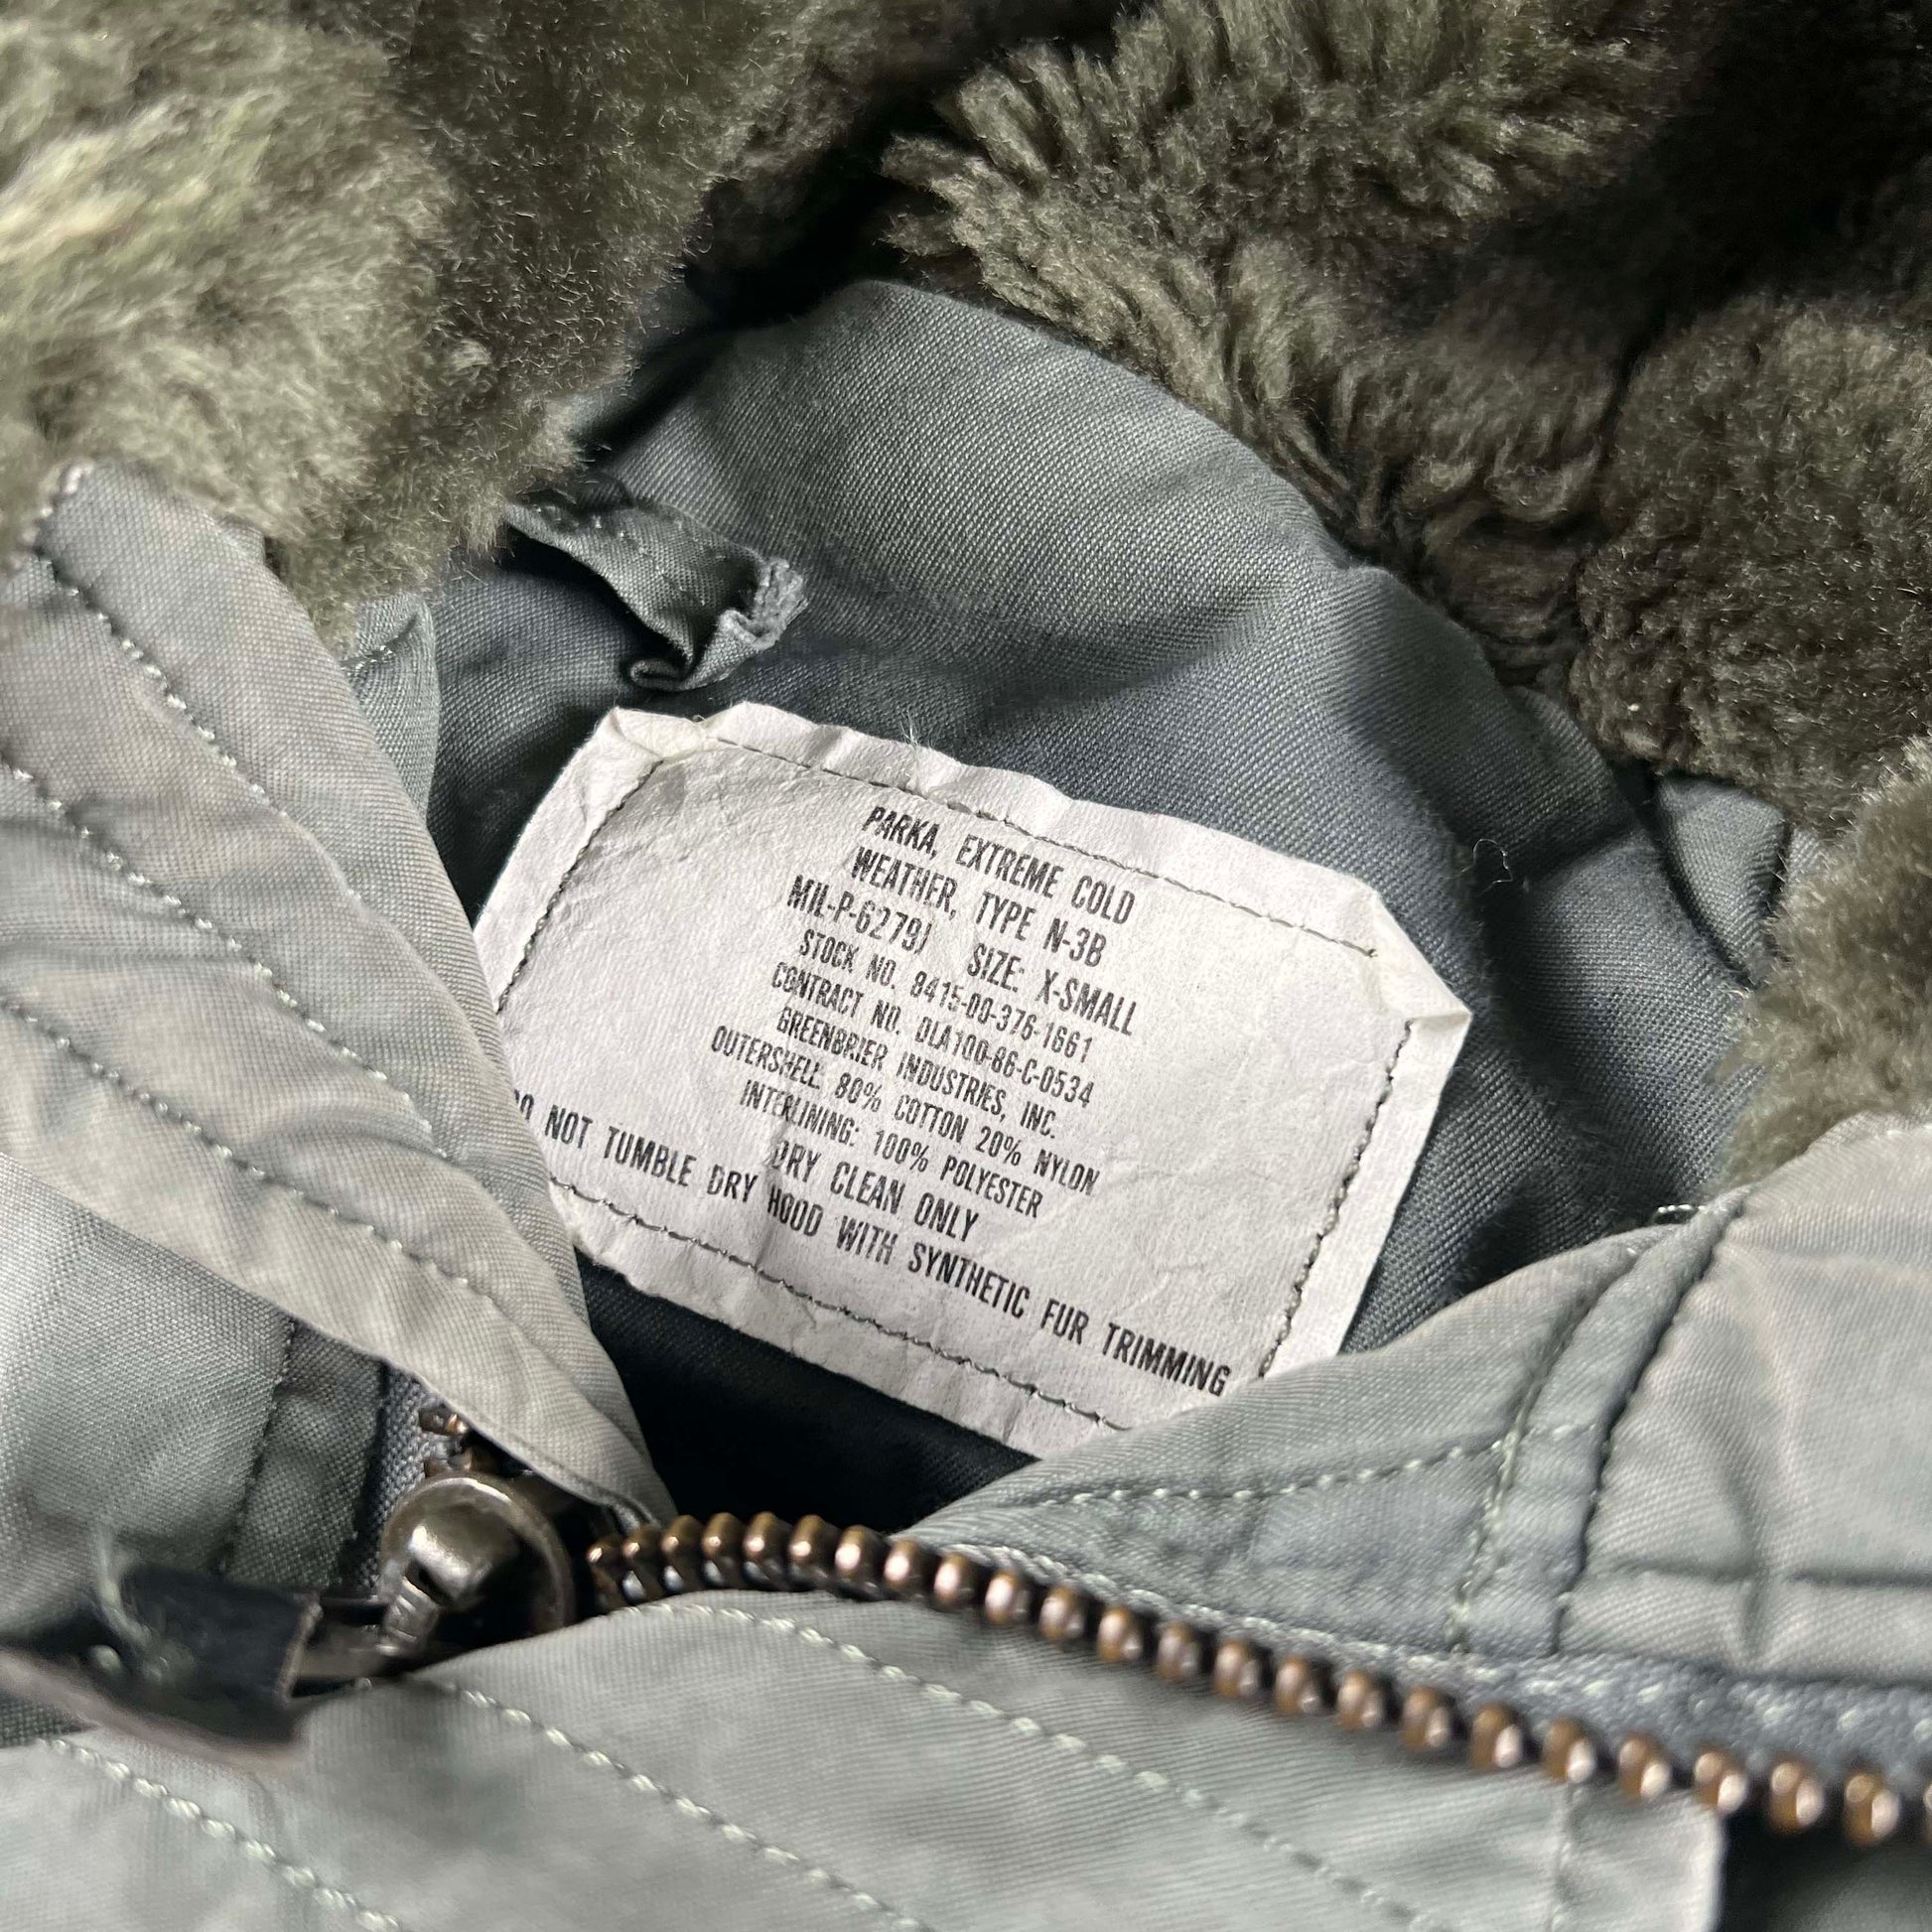 PARKA, EXTREME COLD
WEATHER, TYPE N-3B
MIL-P-6279J SIZE: X-SMALL
STOCK NO. 8415-00-376-1661
CONTRACT NO. DLA100-86-C-0534
GREENBRIER INDUSTRIES, INC.
OUTERSHELL: 80% COTTON 20% NYLON
INTERLINING: 100% POLYESTER
DRY CLEAN ONLY
DO NOT TUMBLE DRY HOOD WITH SYNTHETIC FUR TRIMMING